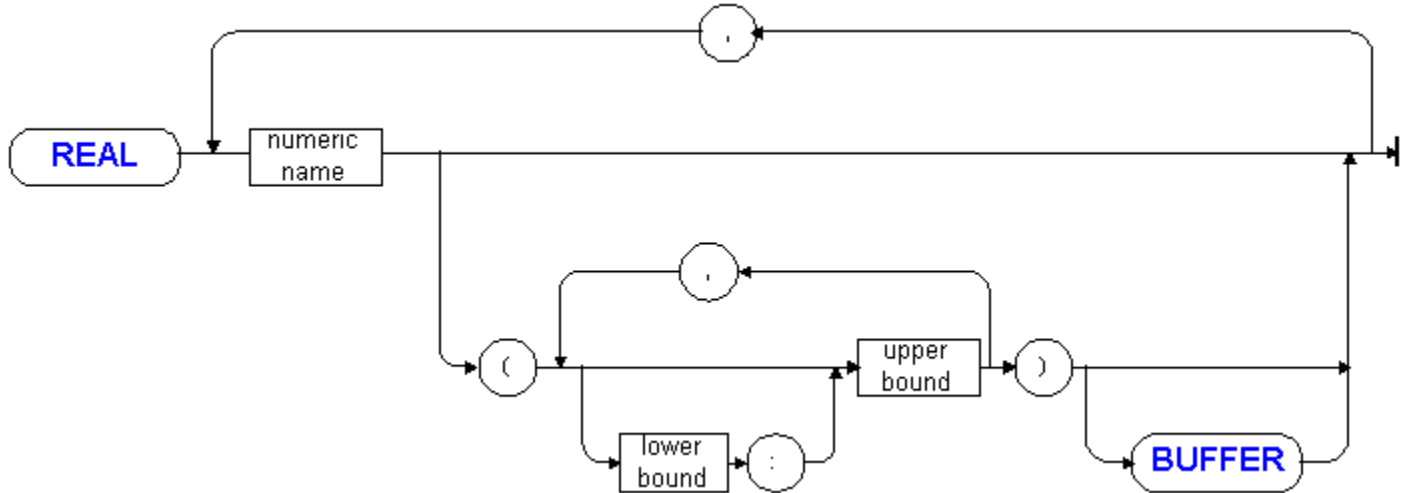 ,
REAL
numeric
name
,
(
upper
bound
)
lower
bound
:
BUFFER